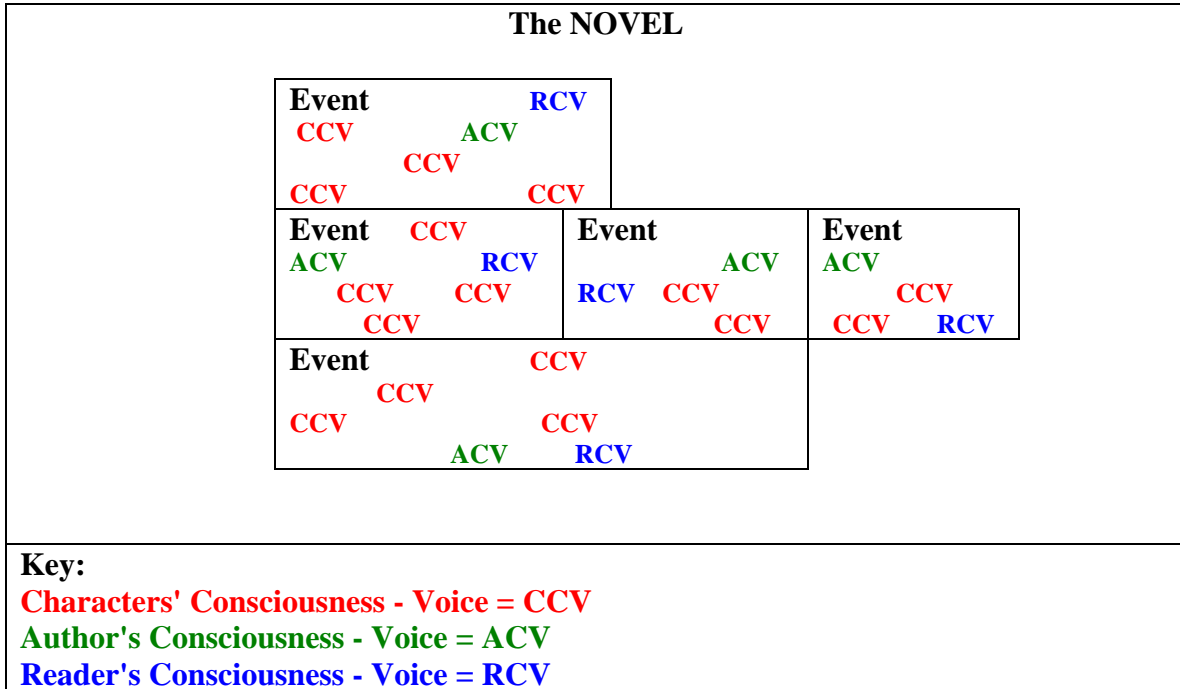 The NOVEL
Event RCV
CCV ACV
CCV
CCV CCV
Event CCV
ACV RCV
CCV CCV
CCV
Event
ACV
RCV CCV
CCV
Event
ACV
CCV
CCV RCV
Event CCV
CCV
CCV CCV
ACV RCV
Key:
Characters' Consciousness - Voice = CCV
Author's Consciousness - Voice = ACV
Reader's Consciousness - Voice = RCV